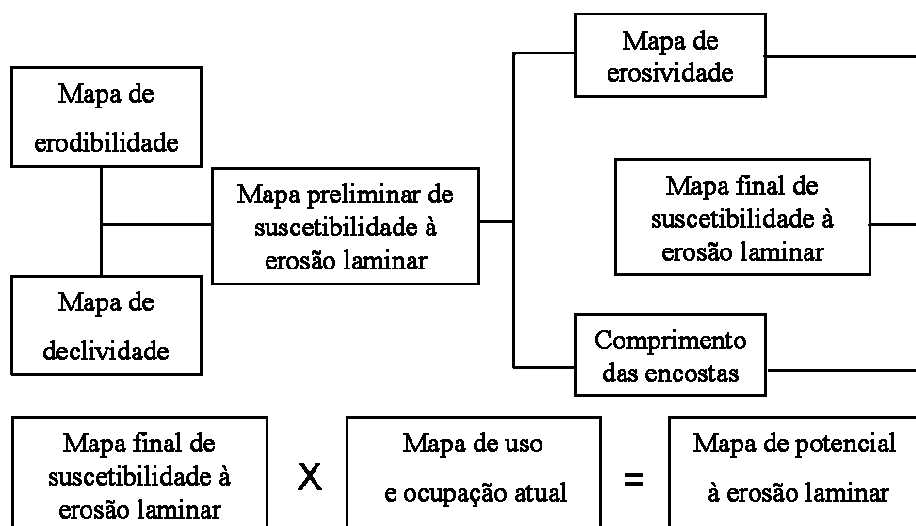 Mapa de
erodibilidade
Mapa de
declividade
Mapa preliminar de
suscetibilidade à
erosão laminar
Mapa de
erosividade
Mapa final de
suscetibilidade à
erosão laminar
Comprimento
das encostas
Mapa final de
suscetibilidade à
erosão laminar
X
Mapa de uso
e ocupação atual
=
Mapa de potencial
à erosão laminar